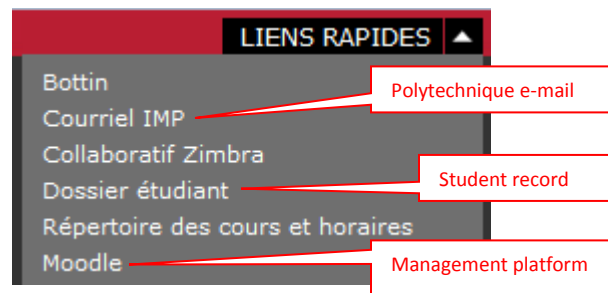 LIENS RAPIDES
Bottin
Polytechnique e-mail
Courriel IMP
Collaboratif Zimbra
Student record
Dossier étudiant
Répertoire des cours et horaires
Moodle
Management platform